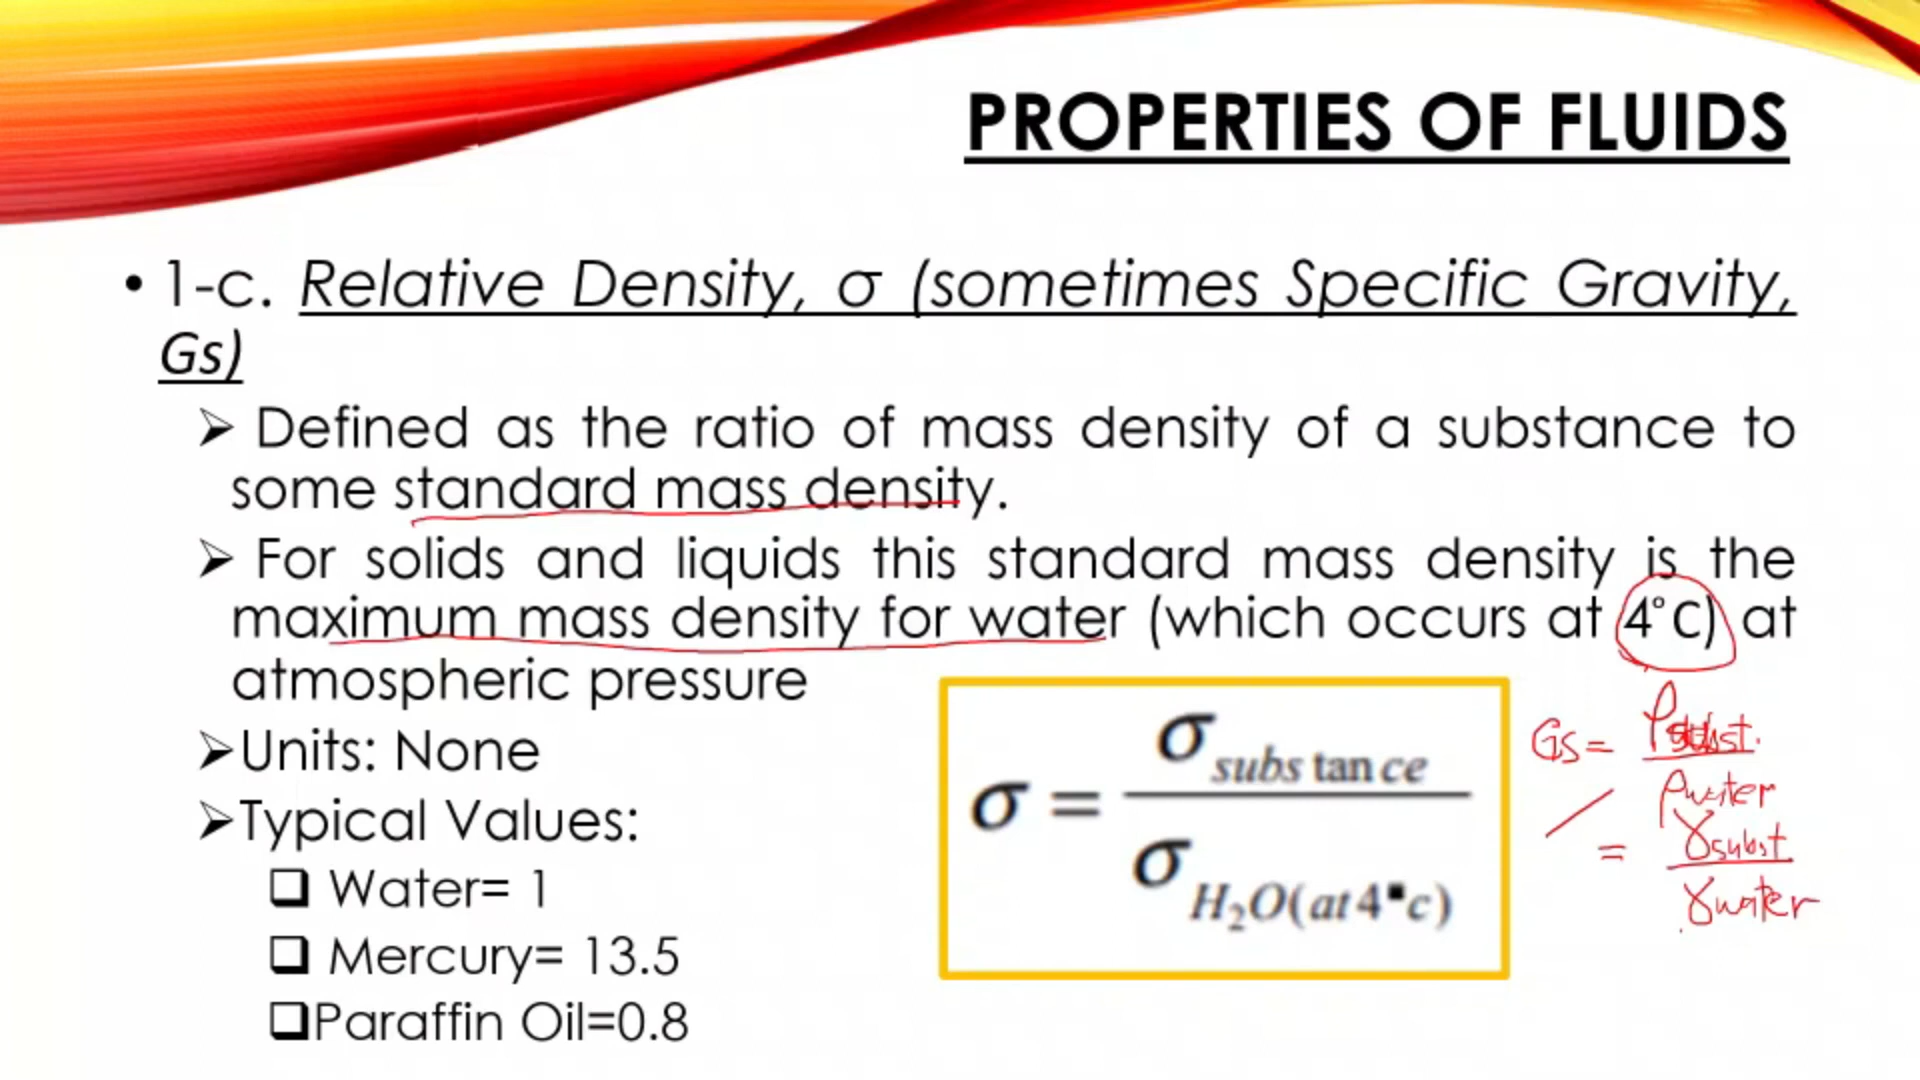 PROPERTIES OF FLUIDS
• 1-c. Relative Density, σ (sometimes Specific Gravity,
Gs)
➢ Defined as the ratio of mass density of a substance to
some standard mass density.
➢ For solids and liquids this standard mass density is the
maximum mass density for water (which occurs at 4°C) at
atmospheric pressure
➢Units: None
➢Typical Values:
❑ Water= 1
❑ Mercury= 13.5
❑Paraffin Oil=0.8
σ = σ substance / σ H₂O(at 4▪c)
Gs = ρsubst. / ρwater
= γsubst / γwater